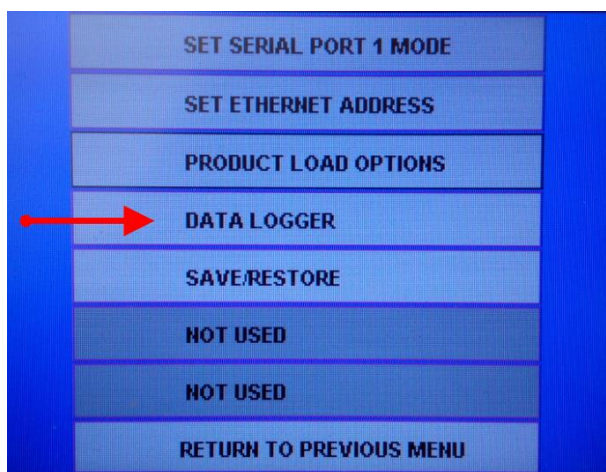 SET SERIAL PORT 1 MODE
SET ETHERNET ADDRESS
PRODUCT LOAD OPTIONS
DATA LOGGER
SAVE/RESTORE
NOT USED
NOT USED
RETURN TO PREVIOUS MENU